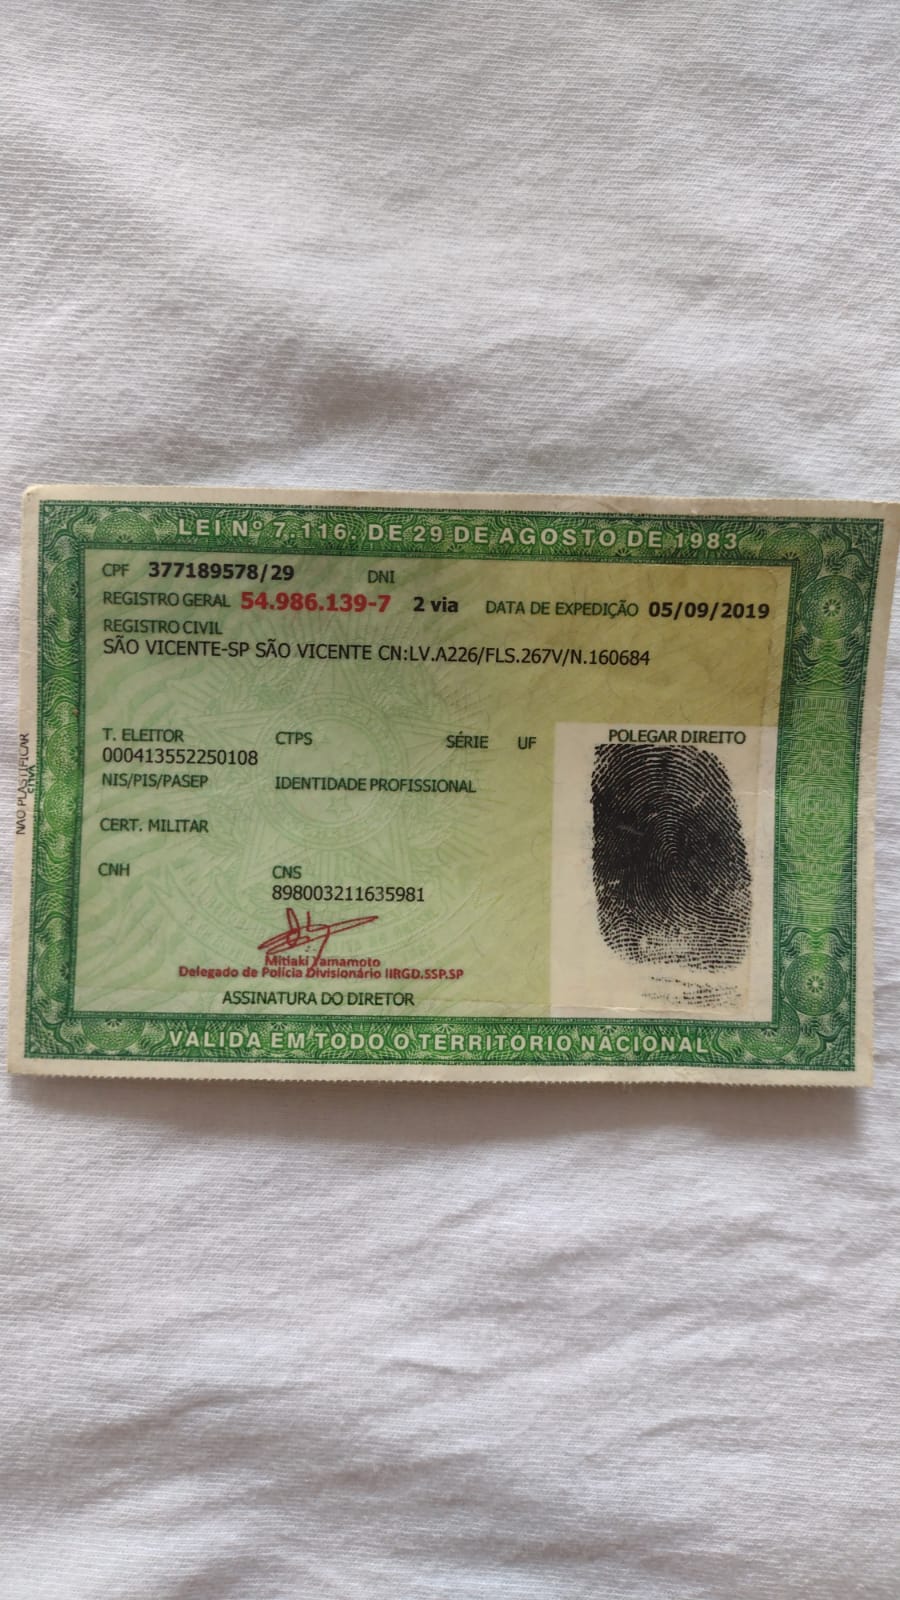 LEI Nº 7.116. DE 29 DE AGOSTO DE 1983
CPF 377189578/29 DNI
REGISTRO GERAL 54.986.139-7 2 via DATA DE EXPEDIÇÃO 05/09/2019
REGISTRO CIVIL
SÃO VICENTE-SP SÃO VICENTE CN:LV.A226/FLS.267V/N.160684
T. ELEITOR CTPS SÉRIE UF POLEGAR DIREITO
000413552250108
NIS/PIS/PASEP IDENTIDADE PROFISSIONAL
CERT. MILITAR
CNH CNS
898003211635981
Mitiaki Yamamoto
Delegado de Polícia Divisionário IIRGD.SSP.SP
ASSINATURA DO DIRETOR
VÁLIDA EM TODO O TERRITÓRIO NACIONAL
NÃO PLASTIFICAR